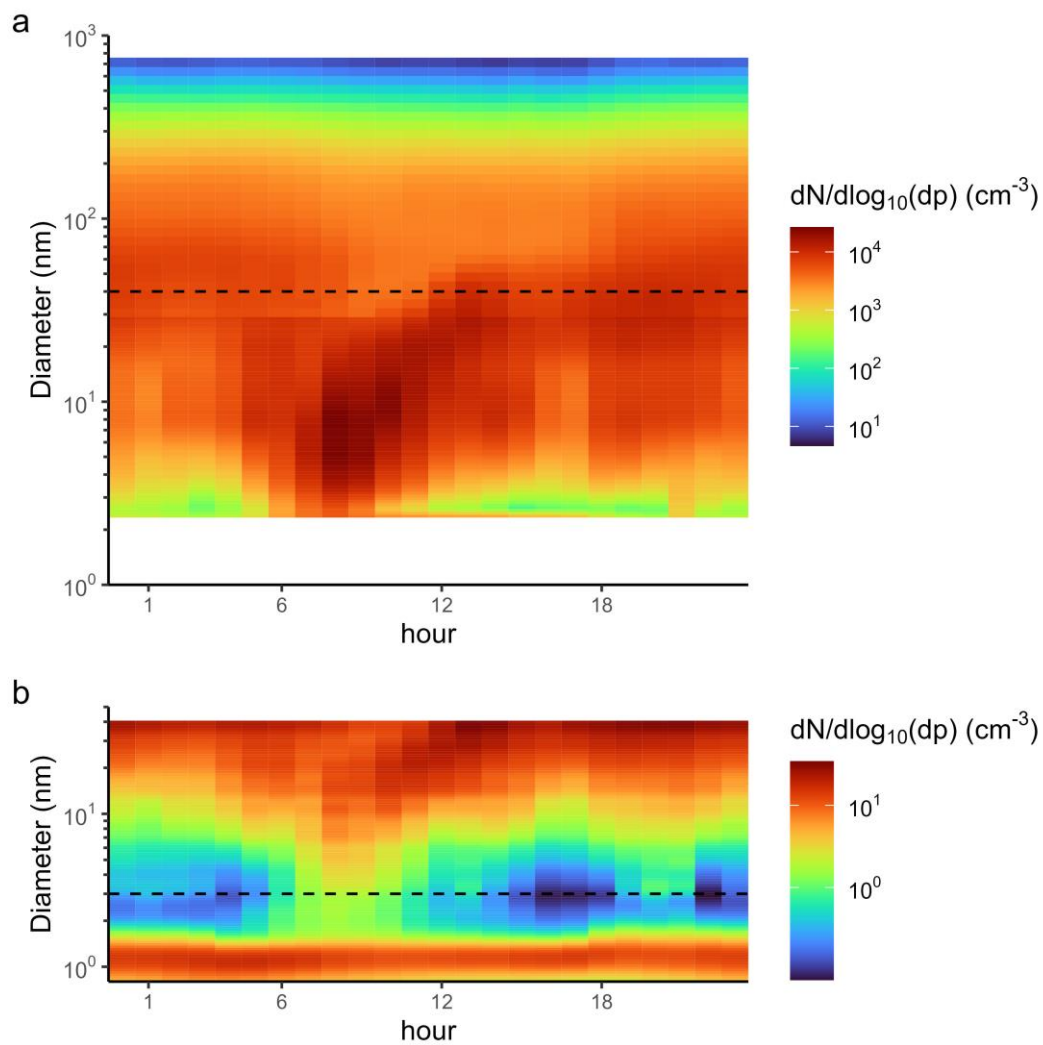 a
10³
10²
10¹
10⁰
Diameter (nm)
1 6 12 18
hour
dN/dlog₁₀(dp) (cm⁻³)
10⁴
10³
10²
10¹
b
10¹
10⁰
Diameter (nm)
1 6 12 18
hour
dN/dlog₁₀(dp) (cm⁻³)
10¹
10⁰